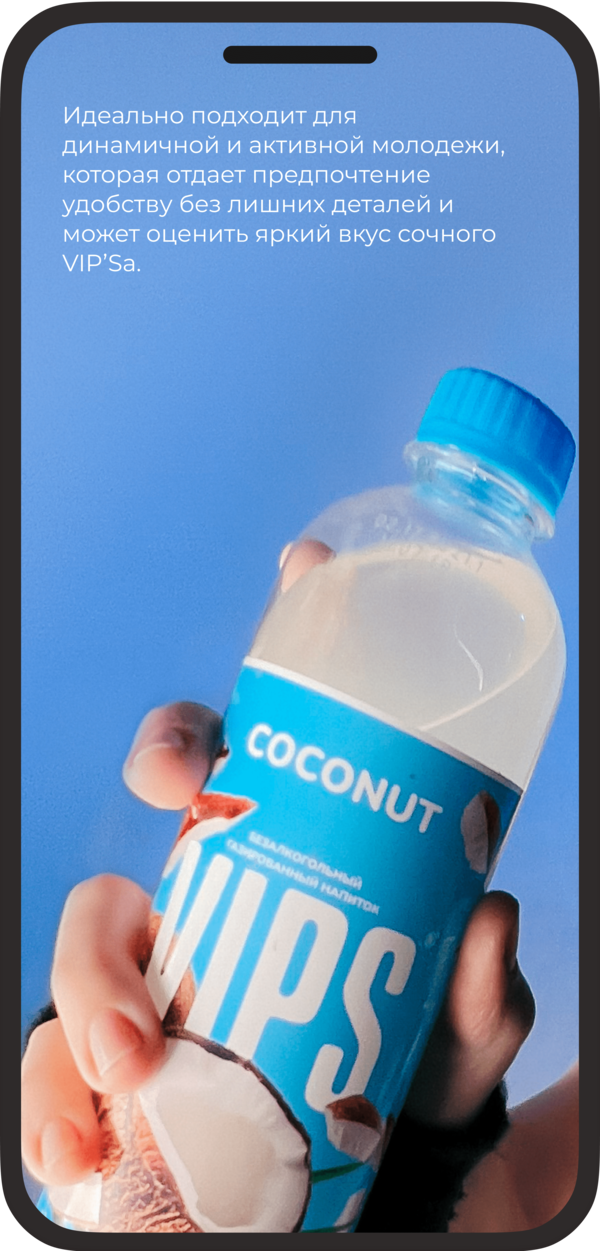 Идеально подходит для
динамичной и активной молодежи,
которая отдает предпочтение
удобству без лишних деталей и
может оценить яркий вкус сочного
VIP’Sa.
COCONUT
БЕЗАЛКОГОЛЬНЫЙ
ГАЗИРОВАННЫЙ НАПИТОК
VIPS